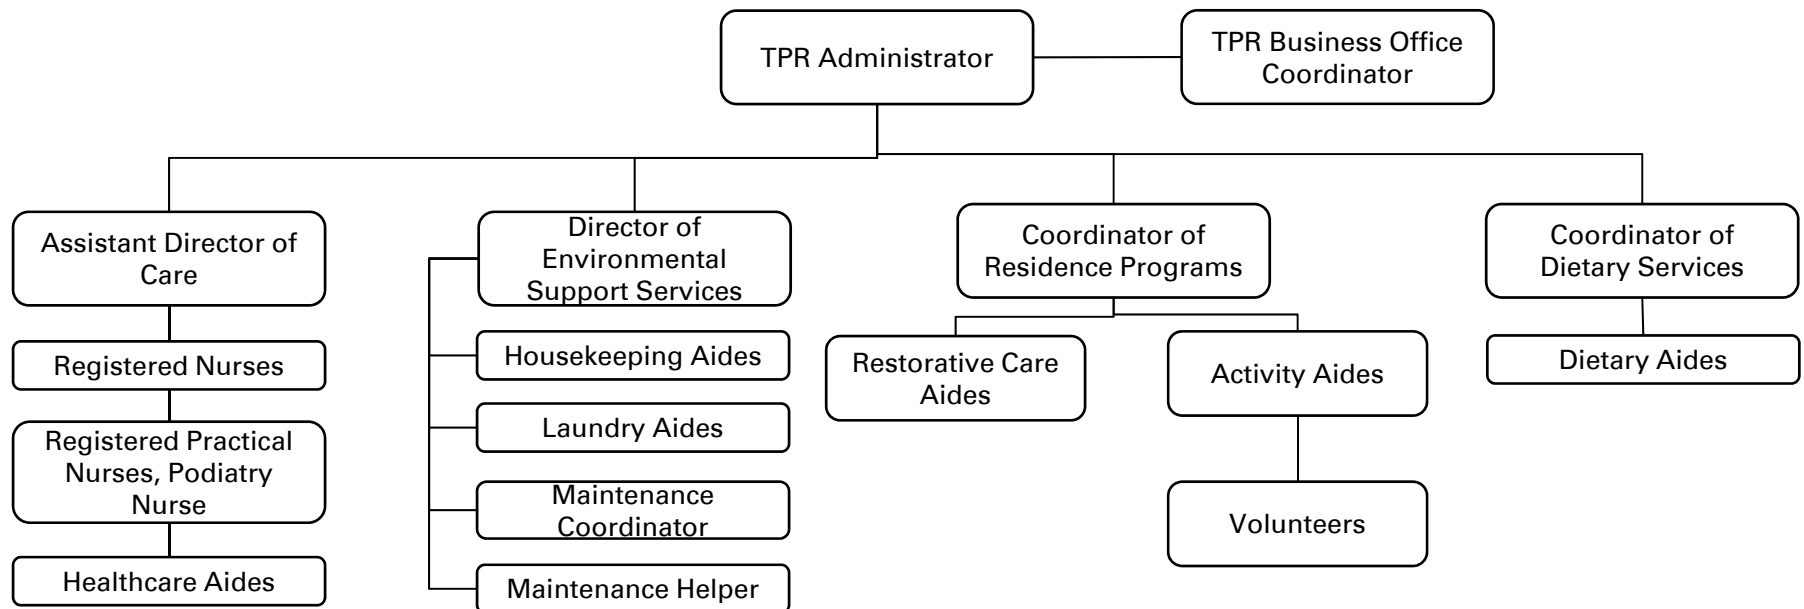 TPR Administrator
TPR Business Office
Coordinator
Assistant Director of
Care
Registered Nurses
Registered Practical
Nurses, Podiatry
Nurse
Healthcare Aides
Director of
Environmental
Support Services
Housekeeping Aides
Laundry Aides
Maintenance
Coordinator
Maintenance Helper
Coordinator of
Residence Programs
Restorative Care
Aides
Activity Aides
Volunteers
Coordinator of
Dietary Services
Dietary Aides